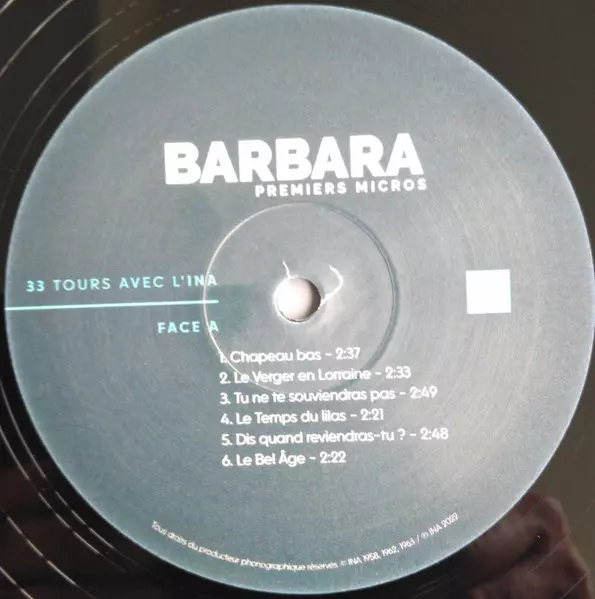 BARBARA
PREMIERS MICROS
33 TOURS AVEC L'INA
FACE A
1. Chapeau bas - 2:37
2. Le Verger en Lorraine - 2:33
3. Tu ne te souviendras pas - 2:49
4. Le Temps du lilas - 2:21
5. Dis quand reviendras-tu ? - 2:48
6. Le Bel Âge - 2:22
Tous droits du producteur phonographique réservés © INA 1958, 1962, 1963 / ℗ INA 2022